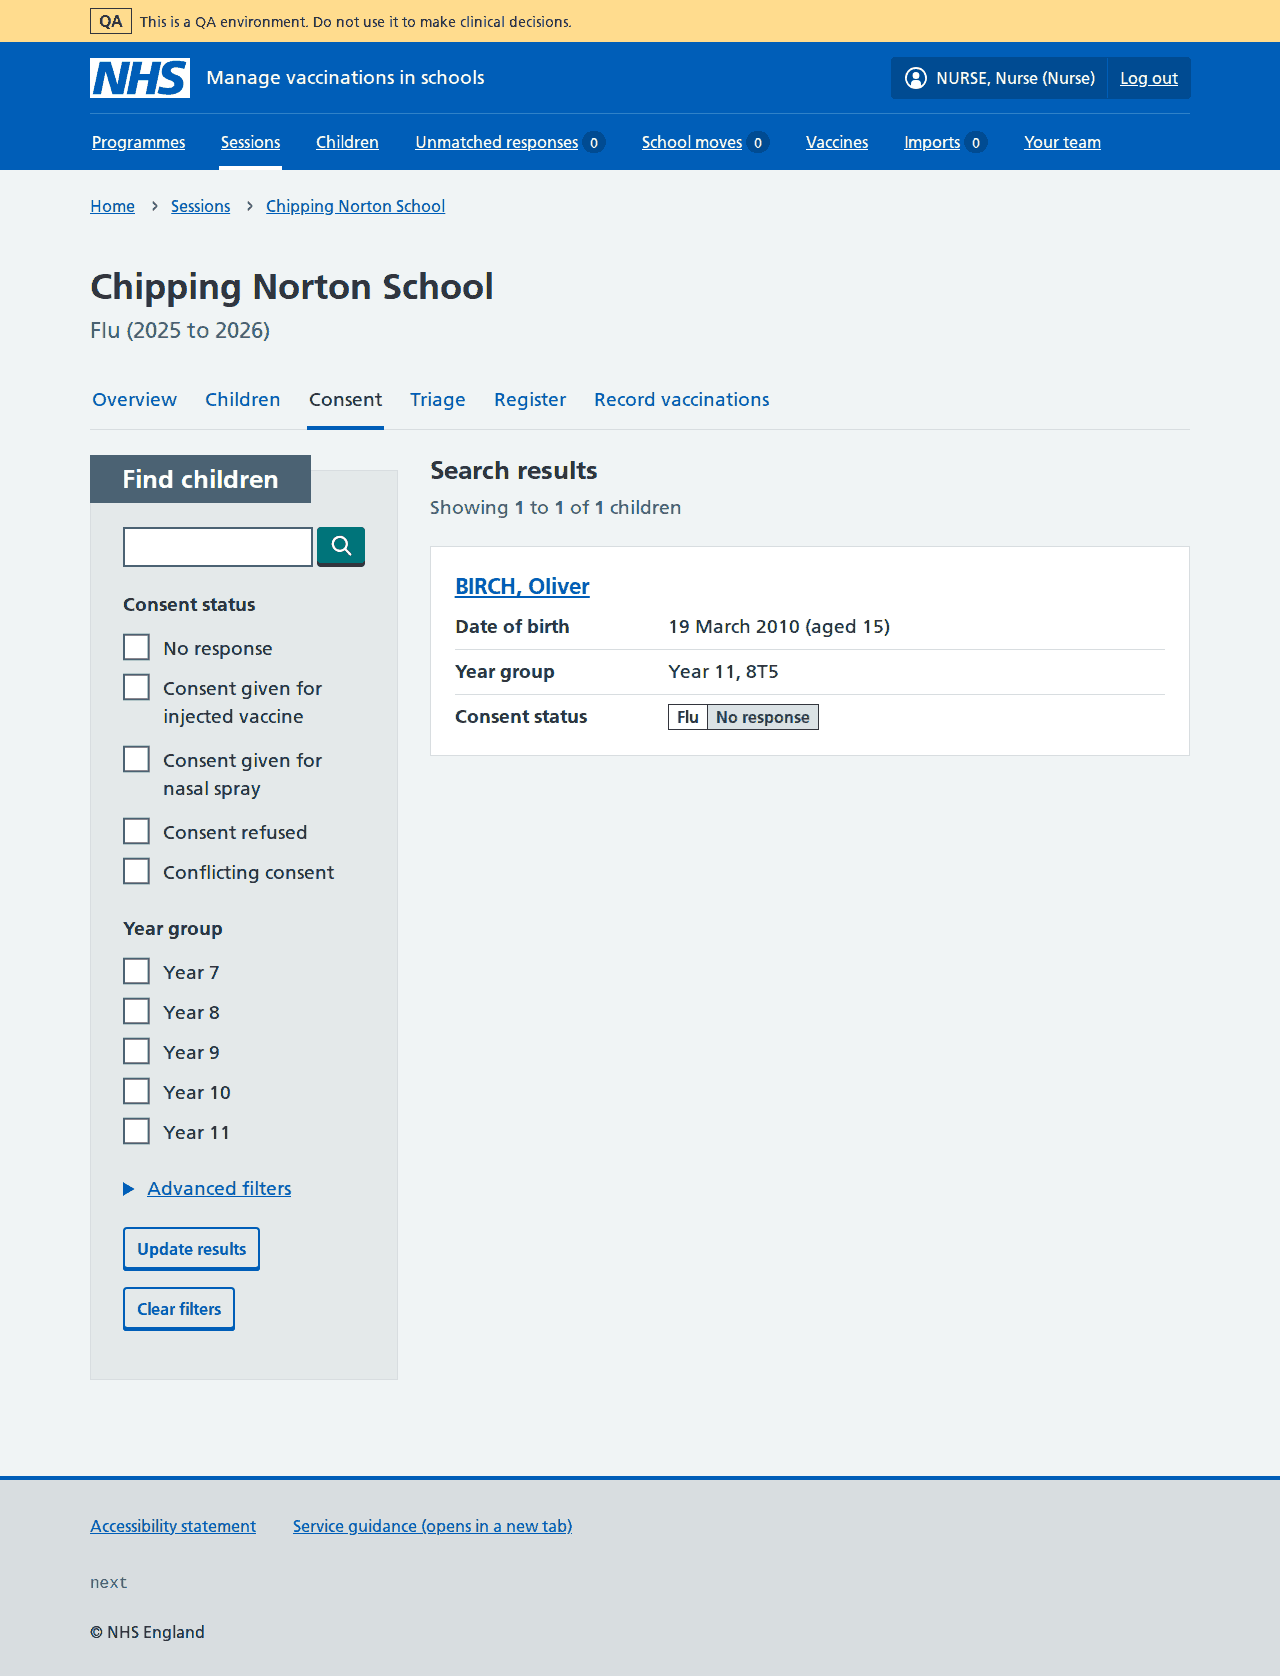 QA This is a QA environment. Do not use it to make clinical decisions.
NHS Manage vaccinations in schools NURSE, Nurse (Nurse) Log out
Programmes Sessions Children Unmatched responses 0 School moves 0 Vaccines Imports 0 Your team
Home Sessions Chipping Norton School
Chipping Norton School
Flu (2025 to 2026)
Overview Children Consent Triage Register Record vaccinations
Find children
Consent status
No response
Consent given for
injected vaccine
Consent given for
nasal spray
Consent refused
Conflicting consent
Year group
Year 7
Year 8
Year 9
Year 10
Year 11
Advanced filters
Update results
Clear filters
Search results
Showing 1 to 1 of 1 children
BIRCH, Oliver
Date of birth 19 March 2010 (aged 15)
Year group Year 11, 8T5
Consent status Flu No response
Accessibility statement Service guidance (opens in a new tab)
next
© NHS England